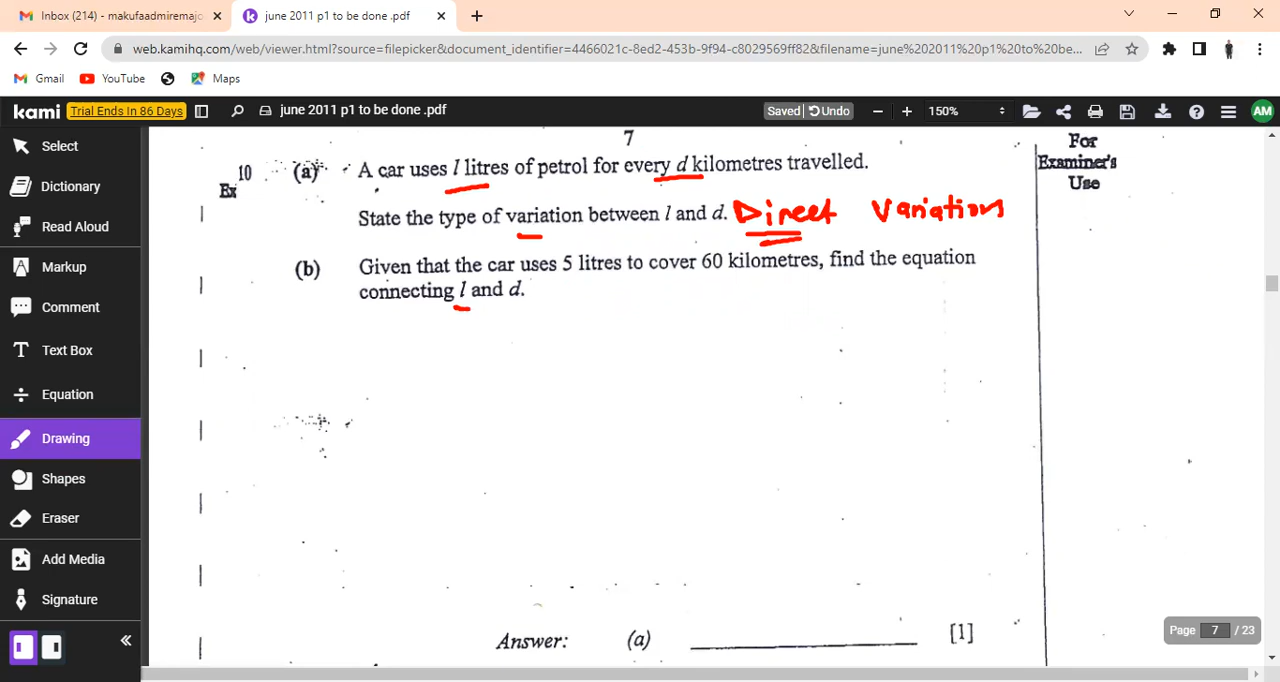 Inbox (214) - makufaadmiremajo
june 2011 p1 to be done .pdf
web.kamihq.com/web/viewer.html?source=filepicker&document_identifier=4466021c-8ed2-453b-9f94-c8029569ff82&filename=june%202011%20p1%20to%20be...
Gmail
YouTube
Maps
kami
Trial Ends In 86 Days
june 2011 p1 to be done .pdf
Saved
Undo
150%
AM
Select
Dictionary
Read Aloud
Markup
Comment
Text Box
Equation
Drawing
Shapes
Eraser
Add Media
Signature
7
For
Examiner's
Use
10 (a) A car uses l litres of petrol for every d kilometres travelled.
Ex
State the type of variation between l and d. Direct Variation
(b) Given that the car uses 5 litres to cover 60 kilometres, find the equation
connecting l and d.
Answer: (a) [1]
Page 7 / 23